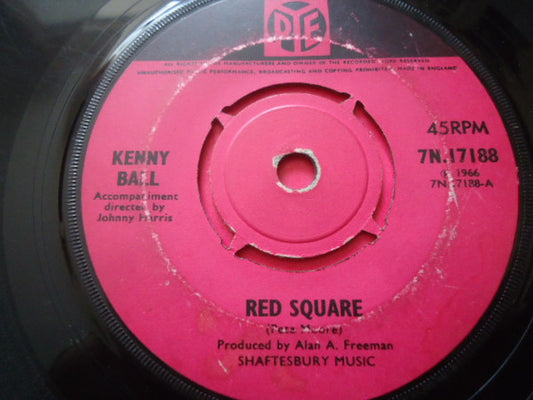 PYE
ALL RIGHTS OF THE MANUFACTURERS AND OWNER OF THE RECORDED WORK RESERVED
UNAUTHORISED PUBLIC PERFORMANCE, BROADCASTING AND COPYING PROHIBITED. MADE IN ENGLAND
45RPM
KENNY
BALL
7N.17188
Accompaniment
directed by
Johnny Harris
℗ 1966
7N.17188-A
RED SQUARE
(Pete Moore)
Produced by Alan A. Freeman
SHAFTESBURY MUSIC